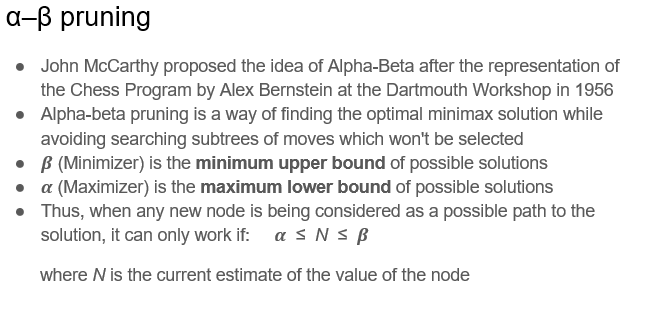 α–β pruning
● John McCarthy proposed the idea of Alpha-Beta after the representation of
the Chess Program by Alex Bernstein at the Dartmouth Workshop in 1956
● Alpha-beta pruning is a way of finding the optimal minimax solution while
avoiding searching subtrees of moves which won't be selected
● β (Minimizer) is the minimum upper bound of possible solutions
● α (Maximizer) is the maximum lower bound of possible solutions
● Thus, when any new node is being considered as a possible path to the
solution, it can only work if: α ≤ N ≤ β
where N is the current estimate of the value of the node